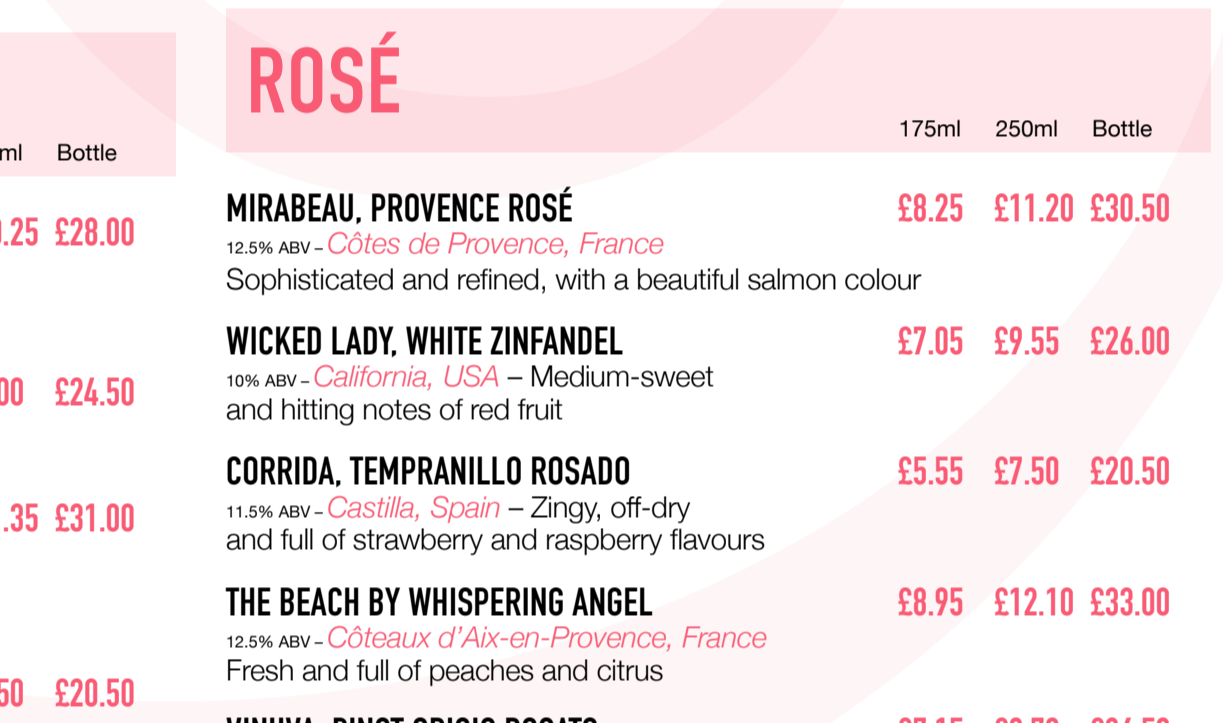 ml Bottle
.25 £28.00
00 £24.50
.35 £31.00
50 £20.50
ROSÉ
175ml 250ml Bottle
MIRABEAU, PROVENCE ROSÉ £8.25 £11.20 £30.50
12.5% ABV – Côtes de Provence, France
Sophisticated and refined, with a beautiful salmon colour
WICKED LADY, WHITE ZINFANDEL £7.05 £9.55 £26.00
10% ABV – California, USA – Medium-sweet
and hitting notes of red fruit
CORRIDA, TEMPRANILLO ROSADO £5.55 £7.50 £20.50
11.5% ABV – Castilla, Spain – Zingy, off-dry
and full of strawberry and raspberry flavours
THE BEACH BY WHISPERING ANGEL £8.95 £12.10 £33.00
12.5% ABV – Côteaux d'Aix-en-Provence, France
Fresh and full of peaches and citrus